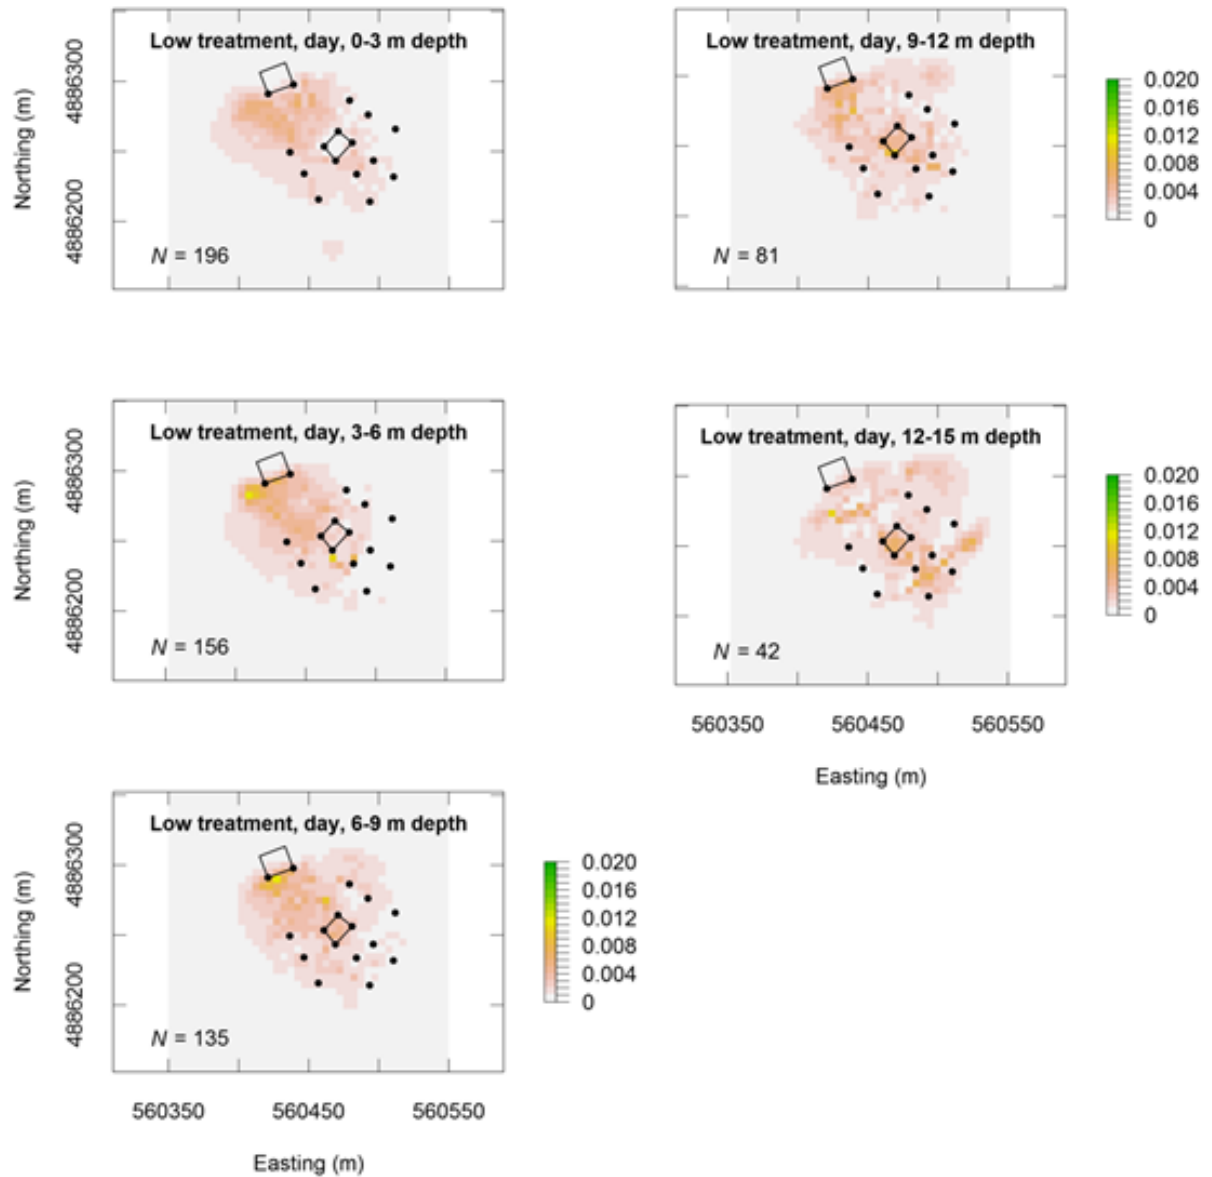 Low treatment, day, 0-3 m depth
Northing (m)
4886300
4886200
N = 196
Low treatment, day, 9-12 m depth
N = 81
0.020
0.016
0.012
0.008
0.004
0
Low treatment, day, 3-6 m depth
Northing (m)
4886300
4886200
N = 156
Low treatment, day, 12-15 m depth
N = 42
0.020
0.016
0.012
0.008
0.004
0
560350 560450 560550
Easting (m)
Low treatment, day, 6-9 m depth
Northing (m)
4886300
4886200
N = 135
0.020
0.016
0.012
0.008
0.004
0
560350 560450 560550
Easting (m)